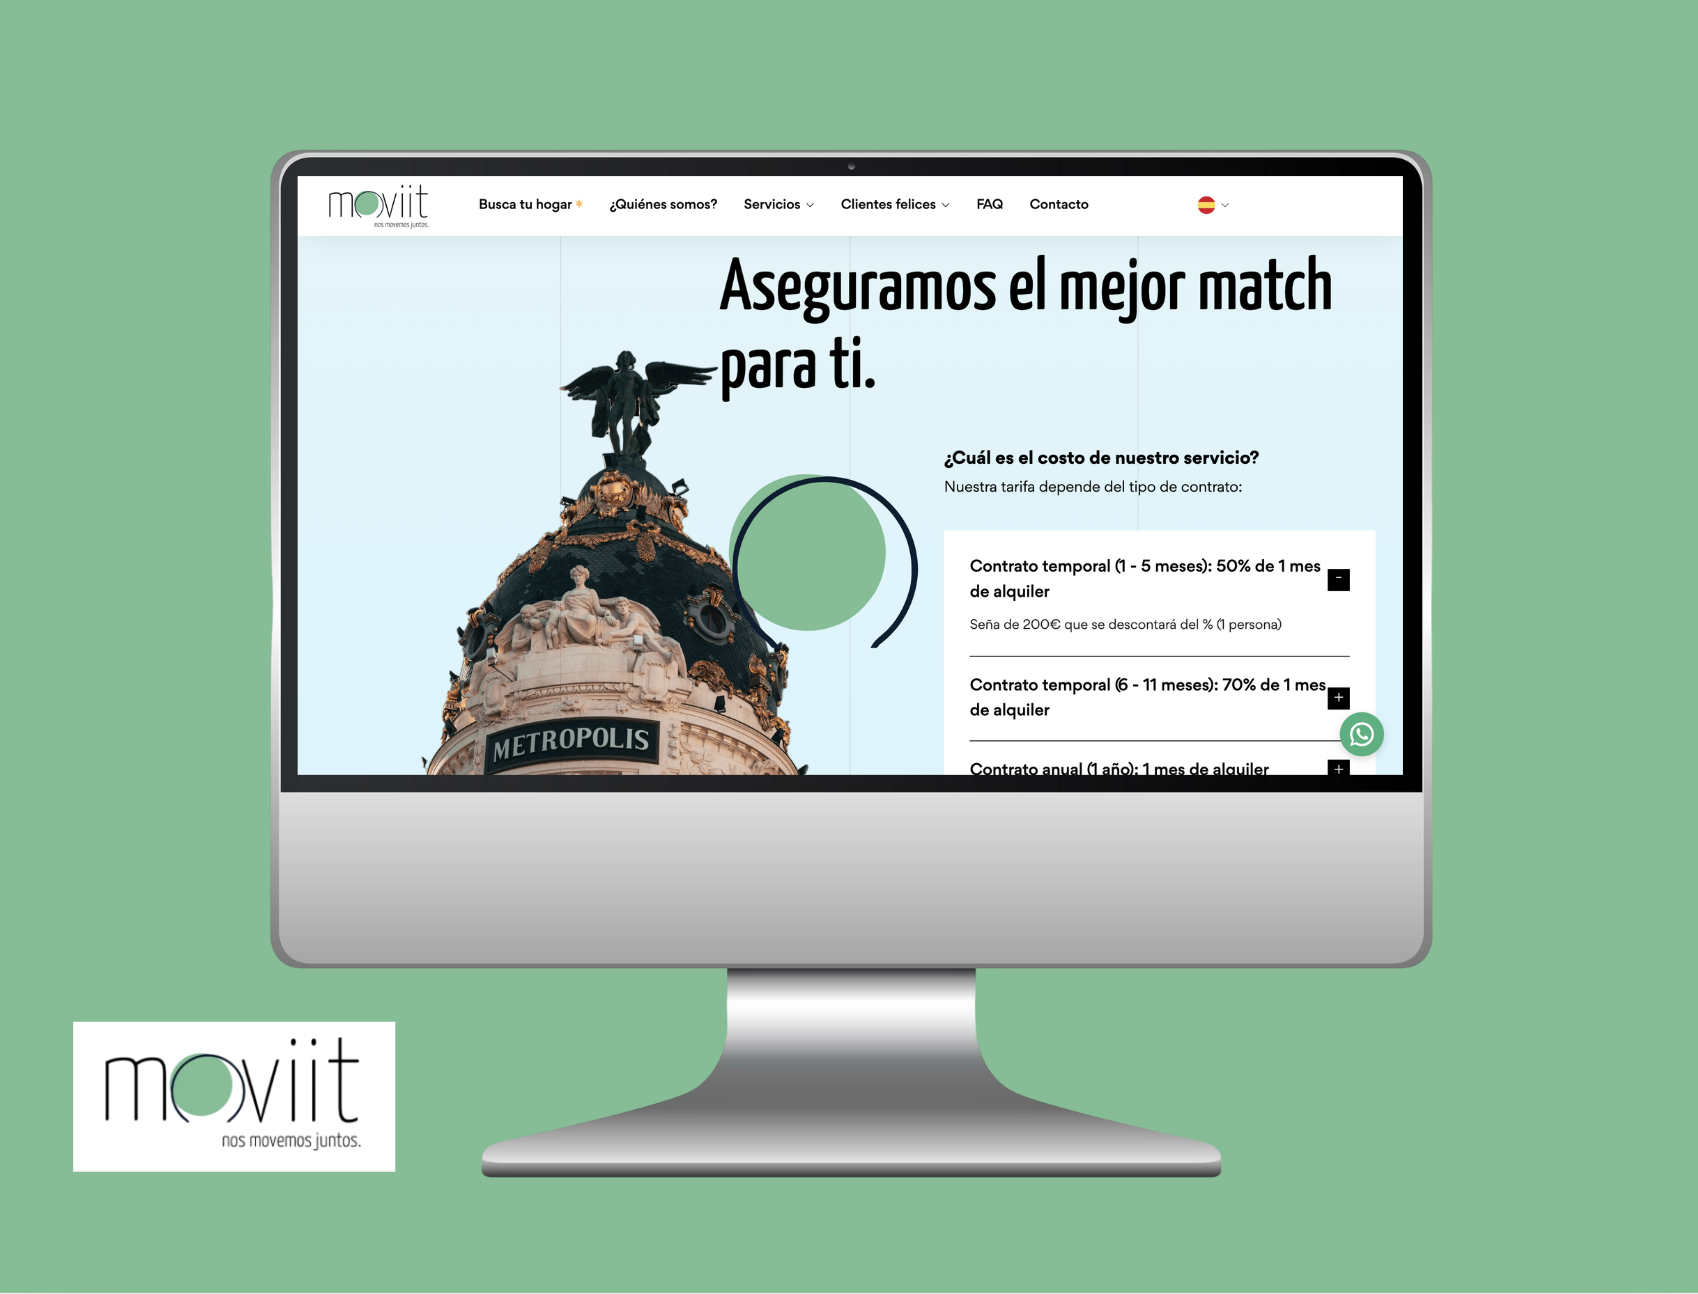 moviit
nos movemos juntos.
Busca tu hogar *
¿Quiénes somos?
Servicios
Clientes felices
FAQ
Contacto
Aseguramos el mejor match
para ti.
METROPOLIS
¿Cuál es el costo de nuestro servicio?
Nuestra tarifa depende del tipo de contrato:
Contrato temporal (1 - 5 meses): 50% de 1 mes
de alquiler
-
Seña de 200€ que se descontará del % (1 persona)
Contrato temporal (6 - 11 meses): 70% de 1 mes
de alquiler
+
Contrato anual (1 año): 1 mes de alquiler
+
moviit
nos movemos juntos.